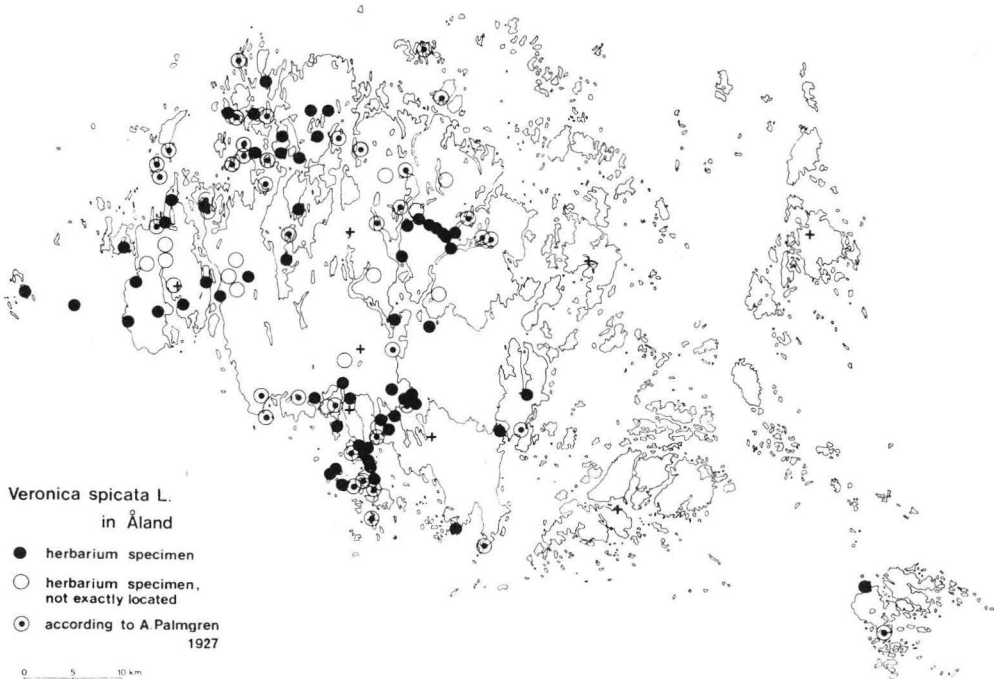 Veronica spicata L.
in Åland
herbarium specimen
herbarium specimen,
not exactly located
according to A. Palmgren
1927
0 5 10 km